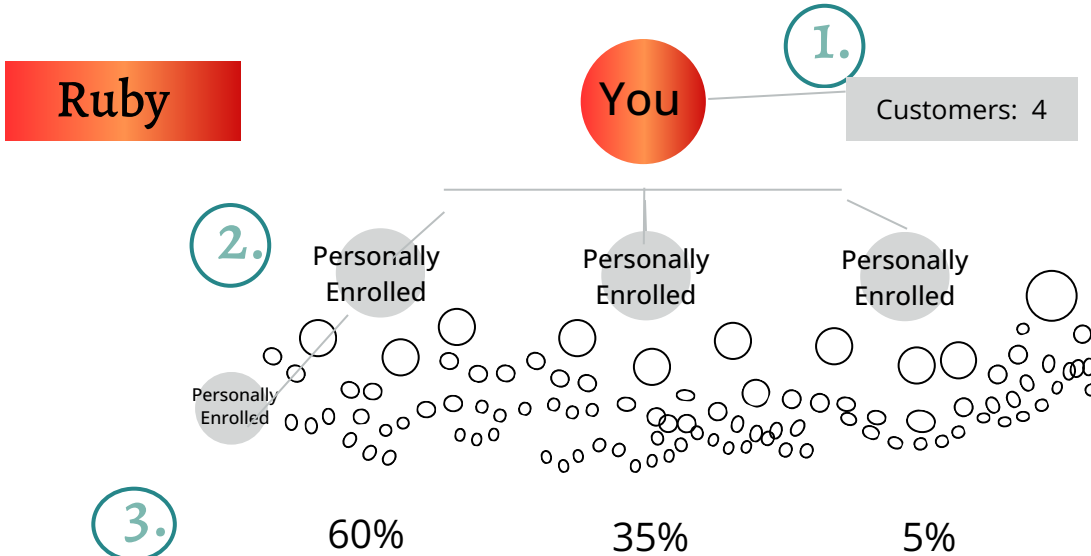 1.
Ruby
You
Customers: 4
2.
Personally
Enrolled
Personally
Enrolled
Personally
Enrolled
Personally
Enrolled
3.
60%
35%
5%